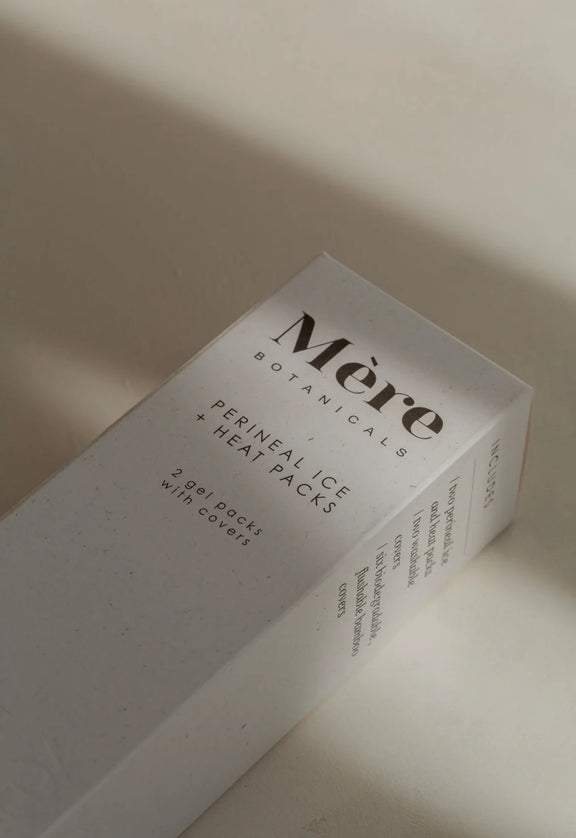 Mère
BOTANICALS
PERINEAL ICE
+ HEAT PACKS
2 gel packs
with covers
INCLUDES
| two perineal ice
and heat packs
| two washable
covers
| six biodegradable,
flushable bamboo
covers